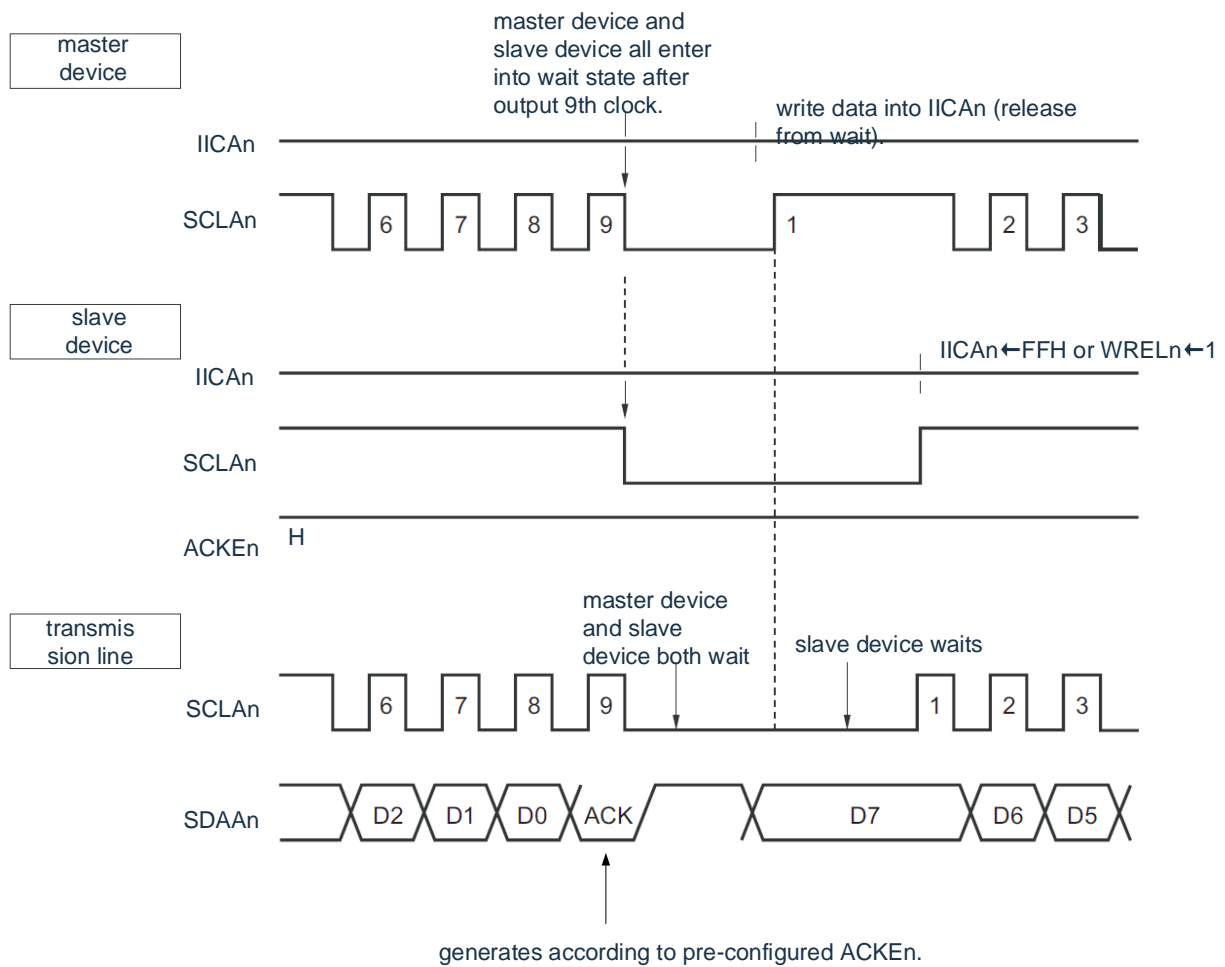 master device and
slave device all enter
into wait state after
output 9th clock.
master
device
write data into IICAn (release
from wait).
IICAn
SCLAn
6 7 8 9 1 2 3
slave
device
IICAn←FFH or WRELn←1
IICAn
SCLAn
H
ACKEn
master device
and slave
device both wait
transmis
sion line
slave device waits
SCLAn
6 7 8 9 1 2 3
SDAAn
D2 D1 D0 ACK D7 D6 D5
generates according to pre-configured ACKEn.